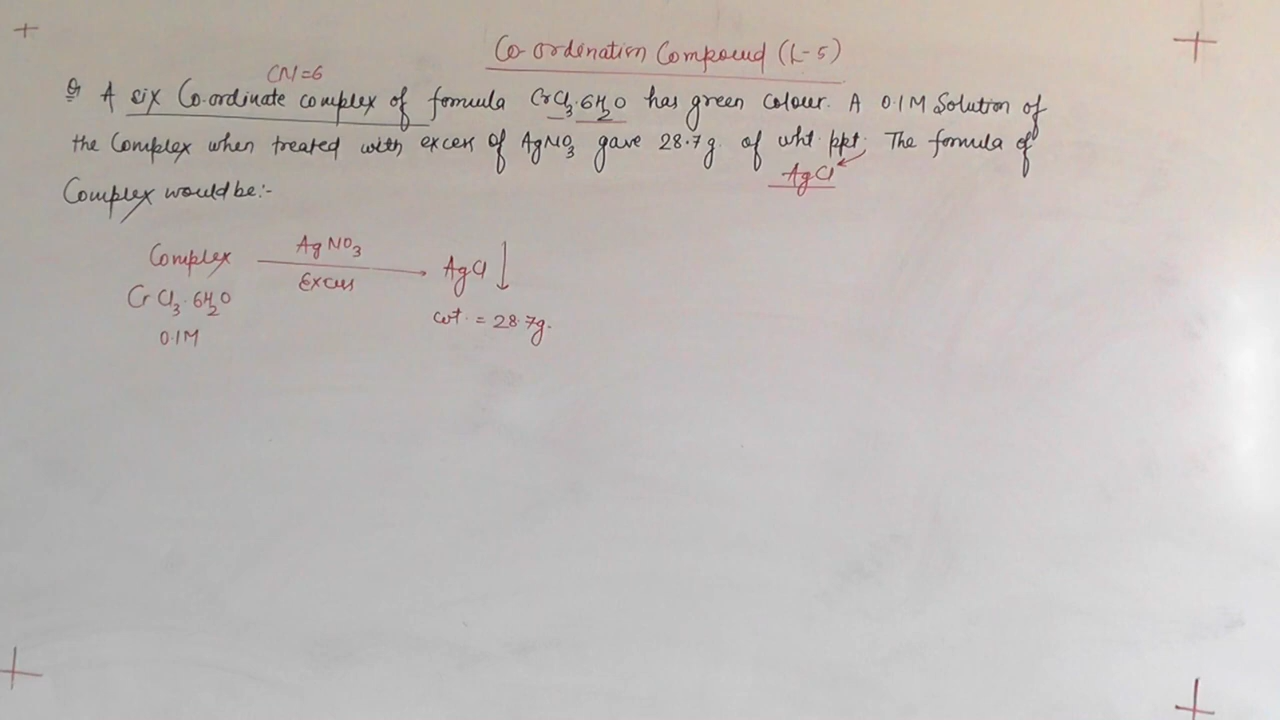 Co-ordination Compound (L-5)
CN=6
Q A six Co-ordinate complex of formula CrCl3.6H2O has green colour. A 0.1M Solution of
the Complex when treated with excess of AgNO3 gave 28.7g. of wht. ppt. The formula of
AgCl
Complex would be:-
Complex AgNO3 AgCl ↓
Excess
CrCl3.6H2O
wt. = 28.7g.
0.1M